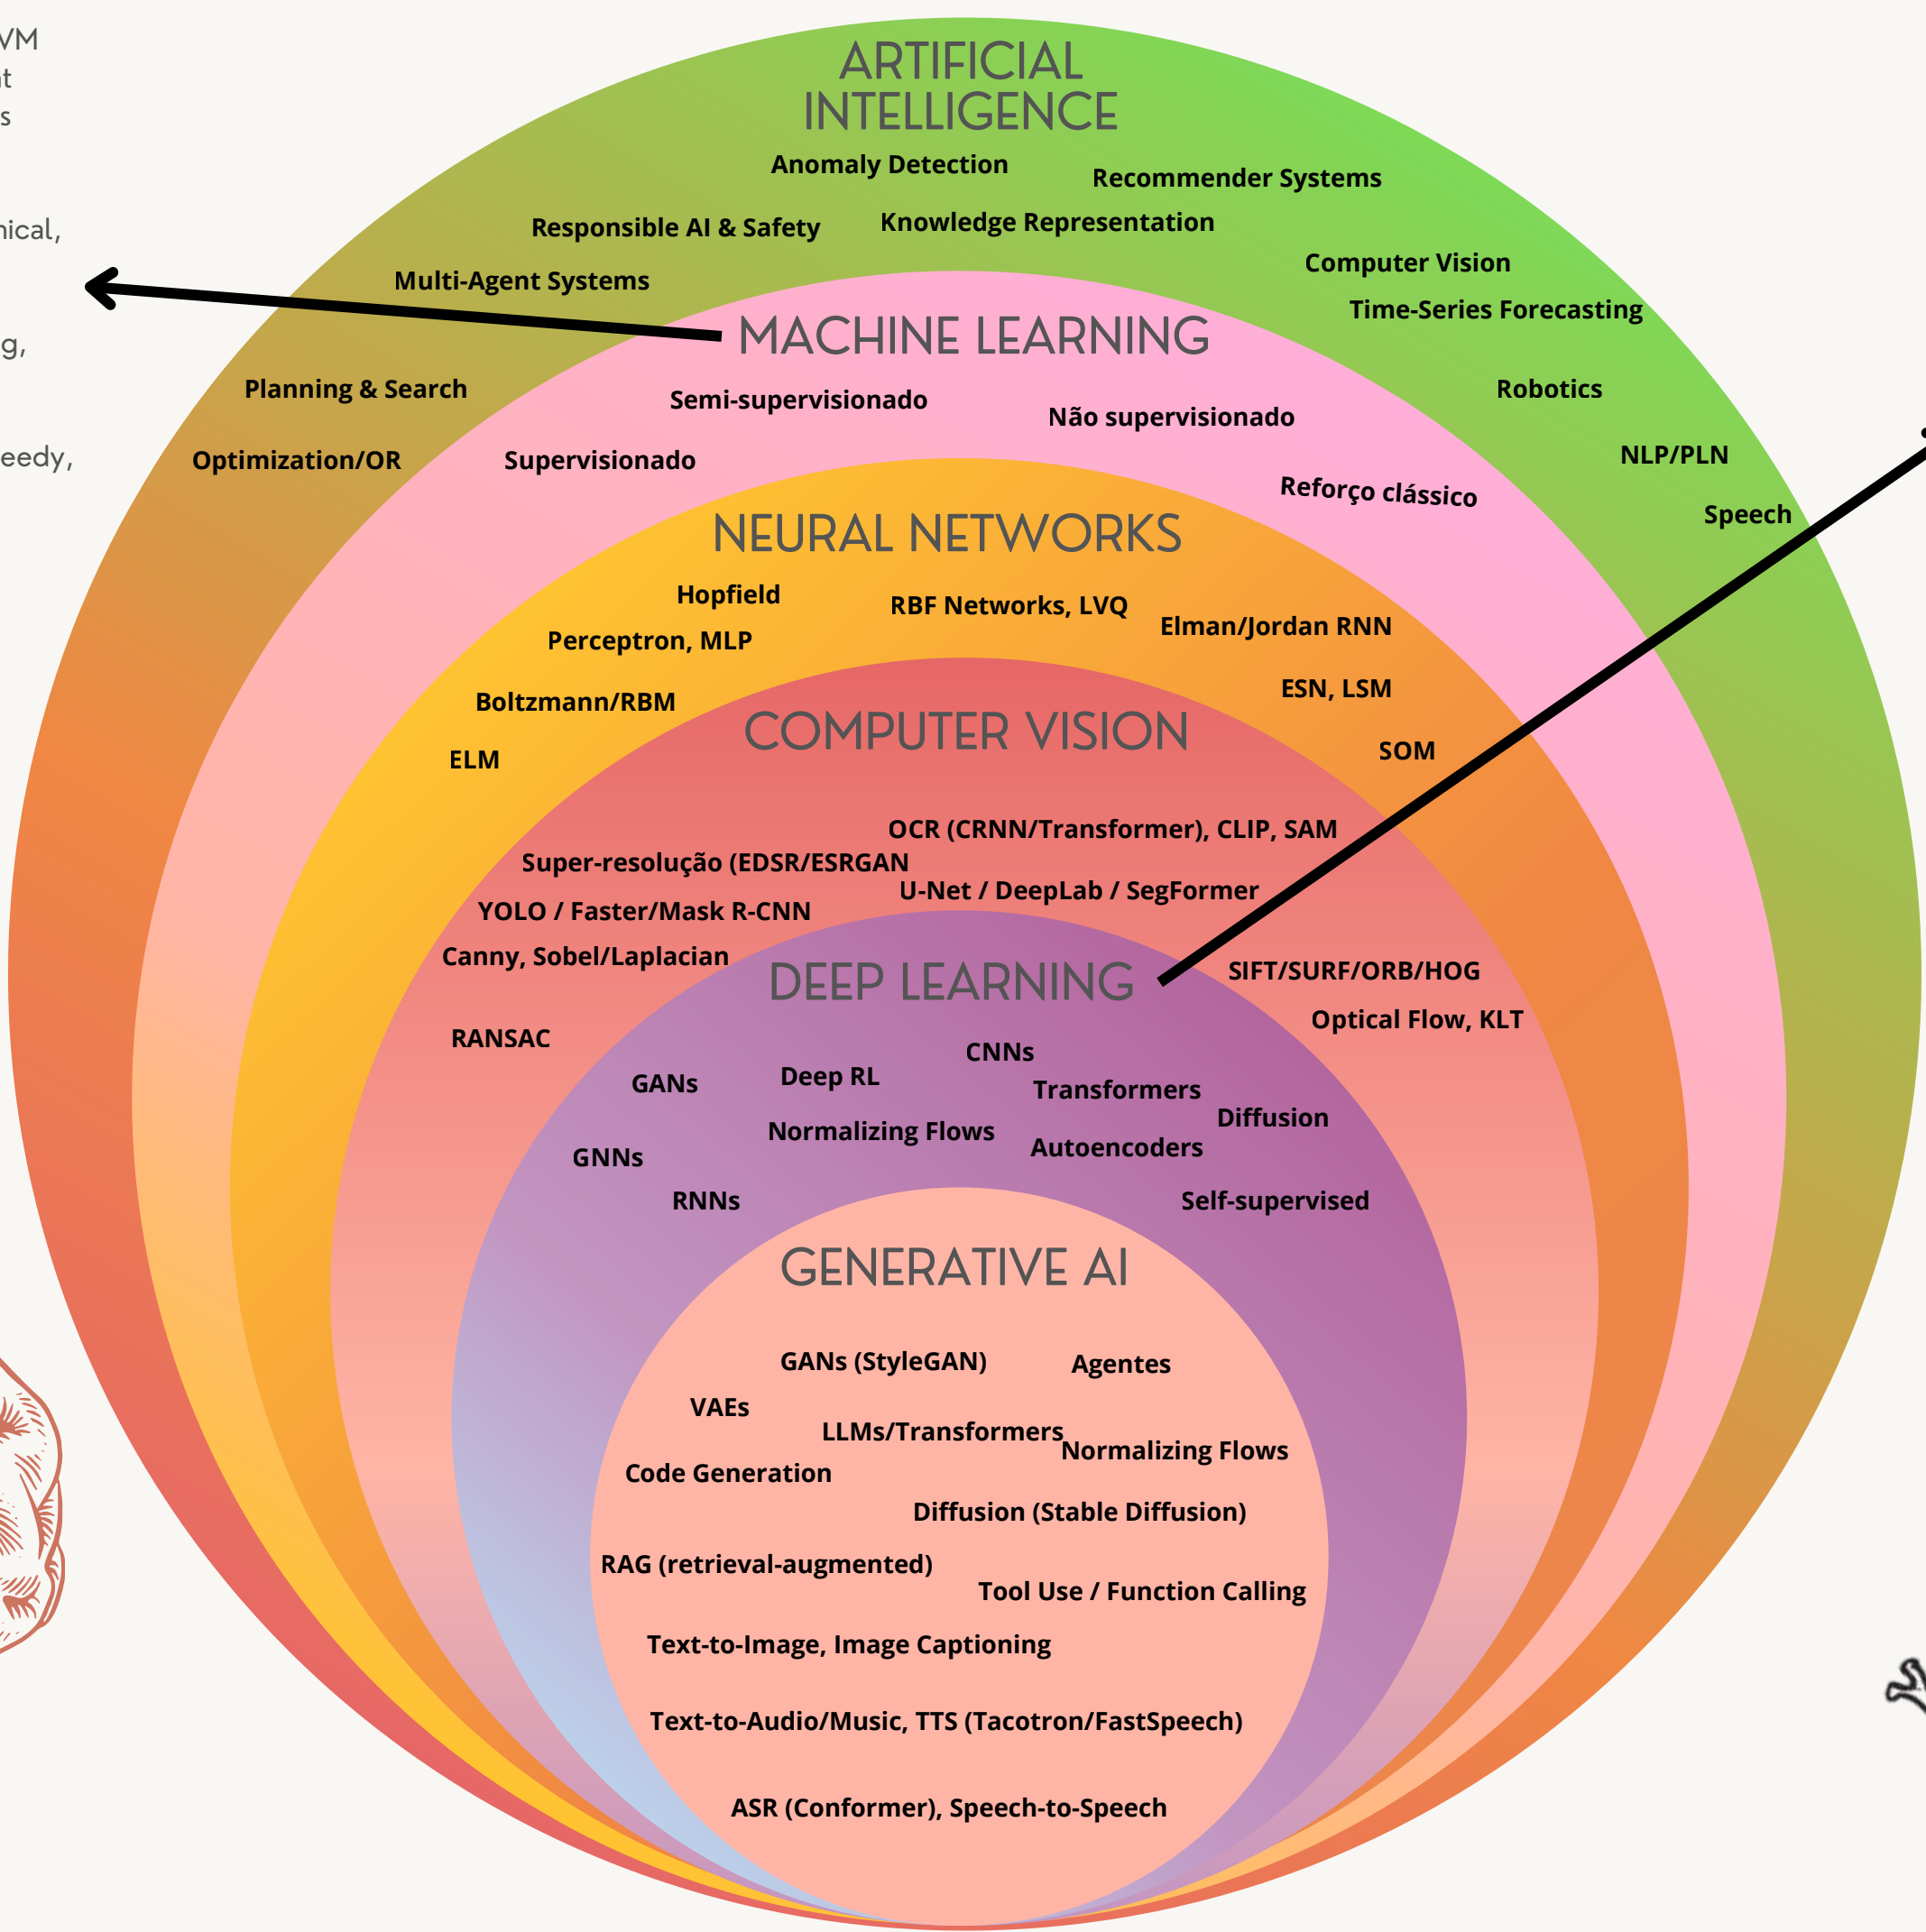 VM
t
s
nical,
g,
eedy,
ARTIFICIAL
INTELLIGENCE
Anomaly Detection
Recommender Systems
Responsible AI & Safety
Knowledge Representation
Computer Vision
Multi-Agent Systems
Time-Series Forecasting
MACHINE LEARNING
Planning & Search
Semi-supervisionado
Robotics
Não supervisionado
Optimization/OR
Supervisionado
NLP/PLN
Reforço clássico
Speech
NEURAL NETWORKS
Hopfield
RBF Networks, LVQ
Elman/Jordan RNN
Perceptron, MLP
Boltzmann/RBM
ESN, LSM
COMPUTER VISION
ELM
SOM
OCR (CRNN/Transformer), CLIP, SAM
Super-resolução (EDSR/ESRGAN
U-Net / DeepLab / SegFormer
YOLO / Faster/Mask R-CNN
Canny, Sobel/Laplacian
DEEP LEARNING
SIFT/SURF/ORB/HOG
Optical Flow, KLT
RANSAC
CNNs
GANs
Deep RL
Transformers
Diffusion
Normalizing Flows
Autoencoders
GNNs
RNNs
Self-supervised
GENERATIVE AI
GANs (StyleGAN)
Agentes
VAEs
LLMs/Transformers
Normalizing Flows
Code Generation
Diffusion (Stable Diffusion)
RAG (retrieval-augmented)
Tool Use / Function Calling
Text-to-Image, Image Captioning
Text-to-Audio/Music, TTS (Tacotron/FastSpeech)
ASR (Conformer), Speech-to-Speech